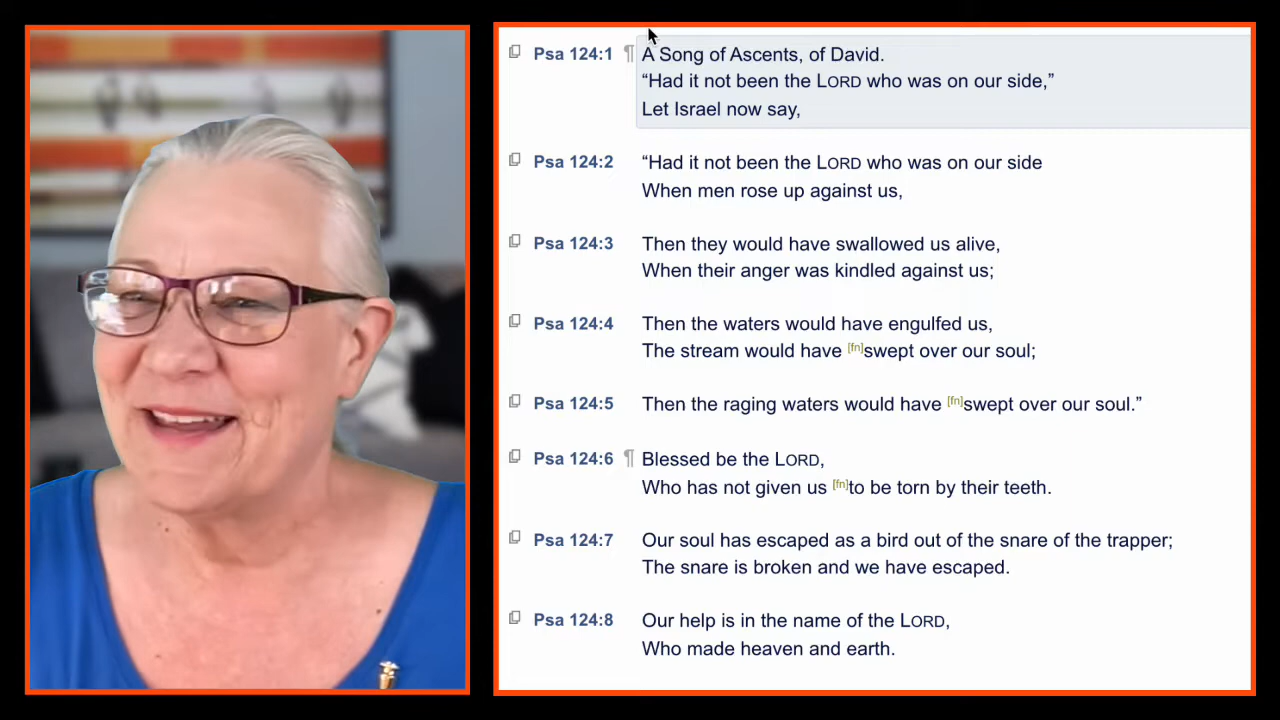 Psa 124:1 ¶ A Song of Ascents, of David.
“Had it not been the LORD who was on our side,”
Let Israel now say,
Psa 124:2 “Had it not been the LORD who was on our side
When men rose up against us,
Psa 124:3 Then they would have swallowed us alive,
When their anger was kindled against us;
Psa 124:4 Then the waters would have engulfed us,
The stream would have [fn]swept over our soul;
Psa 124:5 Then the raging waters would have [fn]swept over our soul.”
Psa 124:6 ¶ Blessed be the LORD,
Who has not given us [fn]to be torn by their teeth.
Psa 124:7 Our soul has escaped as a bird out of the snare of the trapper;
The snare is broken and we have escaped.
Psa 124:8 Our help is in the name of the LORD,
Who made heaven and earth.